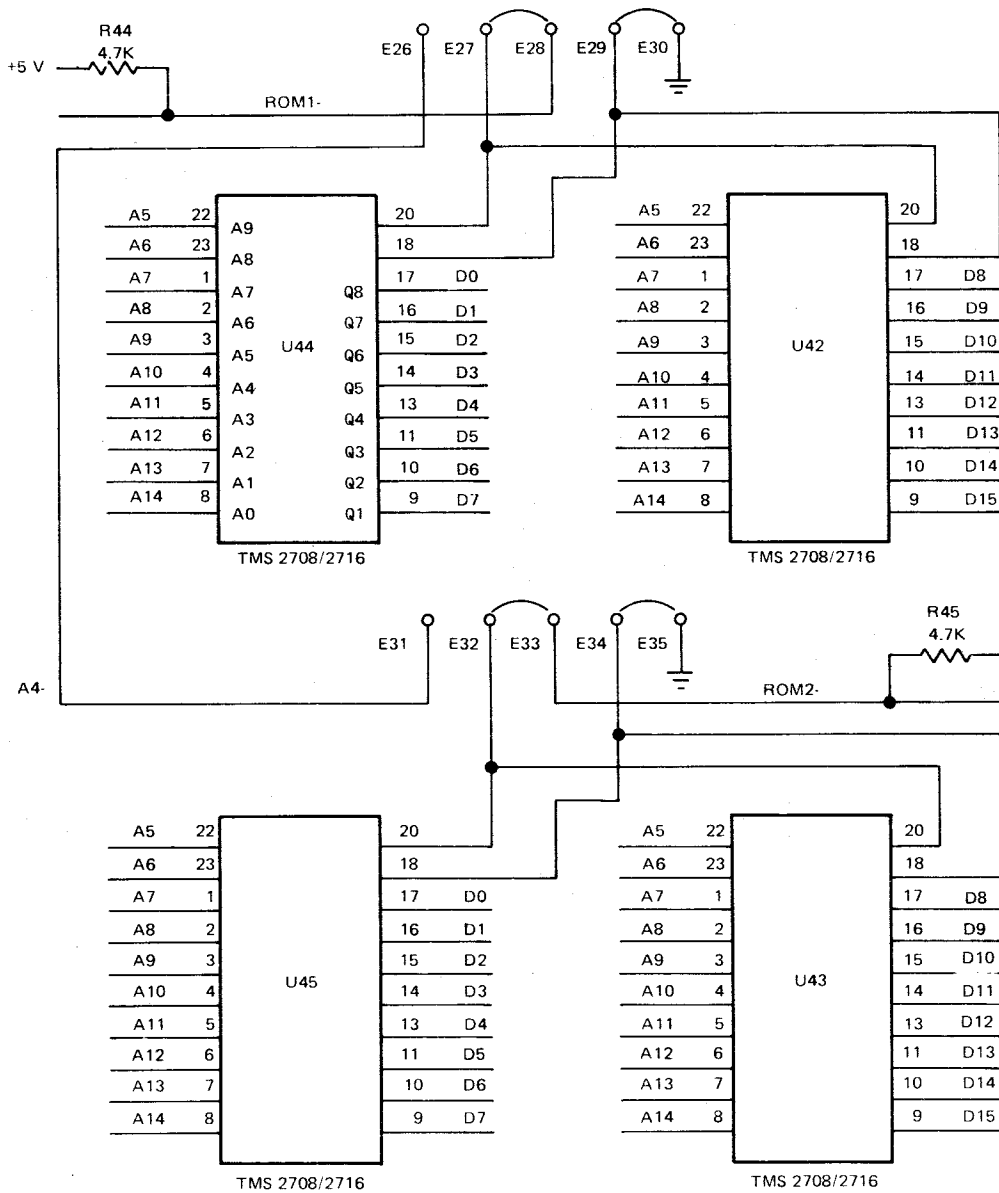 R44
4.7K
+5 V
ROM1-
E26 E27 E28 E29 E30
A5 22 A9 20
A6 23 A8 18
A7 1 A7 Q8 17 D0
A8 2 A6 Q7 16 D1
A9 3 A5 Q6 15 D2
A10 4 A4 Q5 14 D3
A11 5 A3 Q4 13 D4
A12 6 A2 Q3 11 D5
A13 7 A1 Q2 10 D6
A14 8 A0 Q1 9 D7
U44
TMS 2708/2716
A5 22 20
A6 23 18
A7 1 17 D8
A8 2 16 D9
A9 3 15 D10
A10 4 14 D11
A11 5 13 D12
A12 6 11 D13
A13 7 10 D14
A14 8 9 D15
U42
TMS 2708/2716
E31 E32 E33 E34 E35
R45
4.7K
A4-
ROM2-
A5 22 20
A6 23 18
A7 1 17 D0
A8 2 16 D1
A9 3 15 D2
A10 4 14 D3
A11 5 13 D4
A12 6 11 D5
A13 7 10 D6
A14 8 9 D7
U45
TMS 2708/2716
A5 22 20
A6 23 18
A7 1 17 D8
A8 2 16 D9
A9 3 15 D10
A10 4 14 D11
A11 5 13 D12
A12 6 11 D13
A13 7 10 D14
A14 8 9 D15
U43
TMS 2708/2716